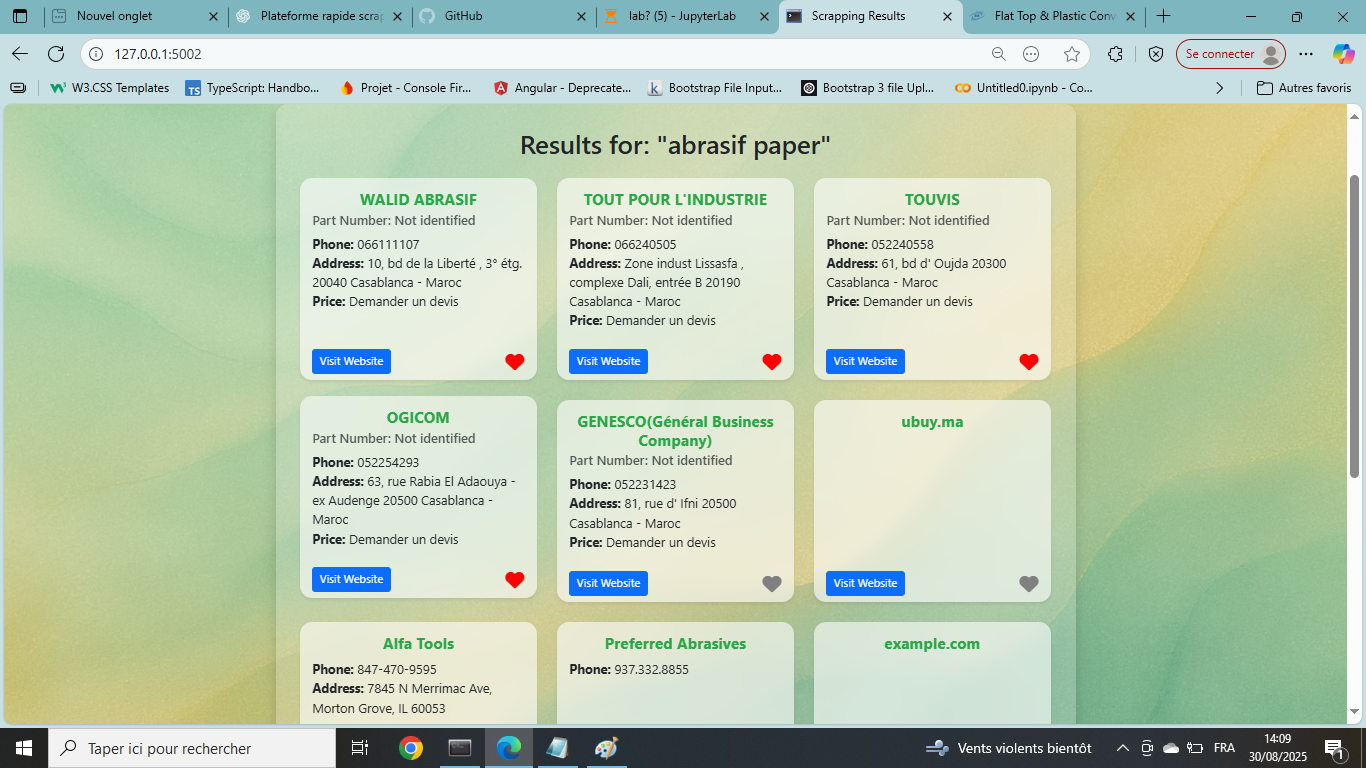 Nouvel onglet
Plateforme rapide scrap
GitHub
lab? (5) - JupyterLab
Scrapping Results
Flat Top & Plastic Conv
127.0.0.1:5002
Se connecter
W3.CSS Templates
TypeScript: Handbo...
Projet - Console Fir...
Angular - Deprecate...
Bootstrap File Input...
Bootstrap 3 file Upl...
Untitled0.ipynb - Co...
Autres favoris
Results for: "abrasif paper"
WALID ABRASIF
Part Number: Not identified
Phone: 066111107
Address: 10, bd de la Liberté , 3° étg.
20040 Casablanca - Maroc
Price: Demander un devis
Visit Website
TOUT POUR L'INDUSTRIE
Part Number: Not identified
Phone: 066240505
Address: Zone indust Lissasfa ,
complexe Dali, entrée B 20190
Casablanca - Maroc
Price: Demander un devis
Visit Website
TOUVIS
Part Number: Not identified
Phone: 052240558
Address: 61, bd d' Oujda 20300
Casablanca - Maroc
Price: Demander un devis
Visit Website
OGICOM
Part Number: Not identified
Phone: 052254293
Address: 63, rue Rabia El Adaouya -
ex Audenge 20500 Casablanca -
Maroc
Price: Demander un devis
Visit Website
GENESCO(Général Business
Company)
Part Number: Not identified
Phone: 052231423
Address: 81, rue d' Ifni 20500
Casablanca - Maroc
Price: Demander un devis
Visit Website
ubuy.ma
Visit Website
Alfa Tools
Phone: 847-470-9595
Address: 7845 N Merrimac Ave,
Morton Grove, IL 60053
Preferred Abrasives
Phone: 937.332.8855
example.com
Taper ici pour rechercher
Vents violents bientôt
FRA
14:09
30/08/2025
1